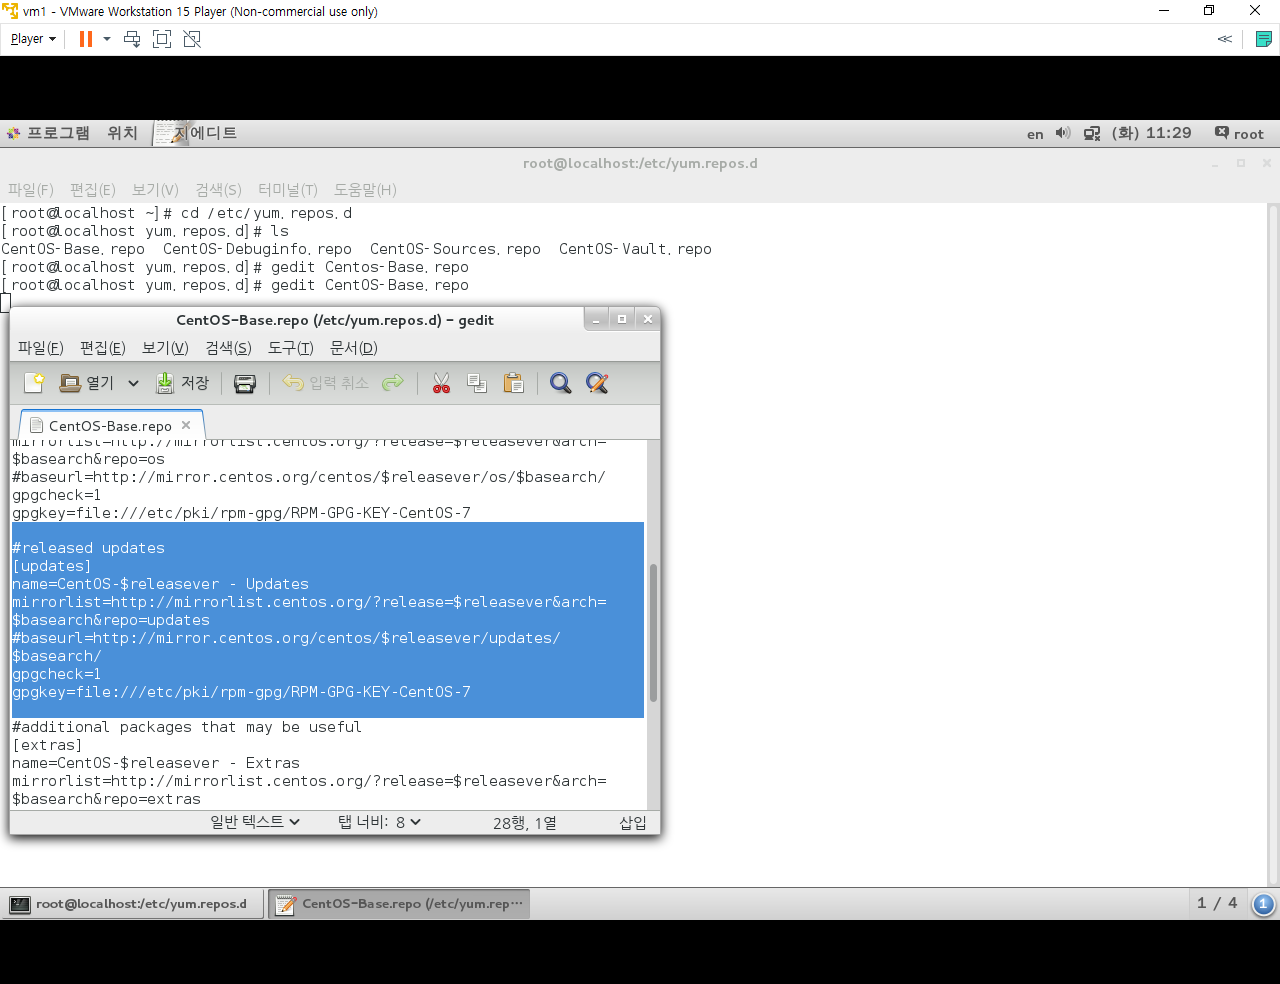 vm1 - VMware Workstation 15 Player (Non-commercial use only)
Player
프로그램 위치 지에디트 en (화) 11:29 root
root@localhost:/etc/yum.repos.d
파일(F) 편집(E) 보기(V) 검색(S) 터미널(T) 도움말(H)
[root@localhost ~]# cd /etc/yum.repos.d
[root@localhost yum.repos.d]# ls
CentOS-Base.repo CentOS-Debuginfo.repo CentOS-Sources.repo CentOS-Vault.repo
[root@localhost yum.repos.d]# gedit Centos-Base.repo
[root@localhost yum.repos.d]# gedit CentOS-Base.repo
CentOS-Base.repo (/etc/yum.repos.d) - gedit
파일(F) 편집(E) 보기(V) 검색(S) 도구(T) 문서(D)
열기 저장 입력 취소
CentOS-Base.repo
mirrorlist=http://mirrorlist.centos.org/?release=$releasever&arch=
$basearch&repo=os
#baseurl=http://mirror.centos.org/centos/$releasever/os/$basearch/
gpgcheck=1
gpgkey=file:///etc/pki/rpm-gpg/RPM-GPG-KEY-CentOS-7
#released updates
[updates]
name=CentOS-$releasever - Updates
mirrorlist=http://mirrorlist.centos.org/?release=$releasever&arch=
$basearch&repo=updates
#baseurl=http://mirror.centos.org/centos/$releasever/updates/
$basearch/
gpgcheck=1
gpgkey=file:///etc/pki/rpm-gpg/RPM-GPG-KEY-CentOS-7
#additional packages that may be useful
[extras]
name=CentOS-$releasever - Extras
mirrorlist=http://mirrorlist.centos.org/?release=$releasever&arch=
$basearch&repo=extras
일반 텍스트 탭 너비: 8 28행, 1열 삽입
root@localhost:/etc/yum.repos.d CentOS-Base.repo (/etc/yum.rep… 1 / 4 1